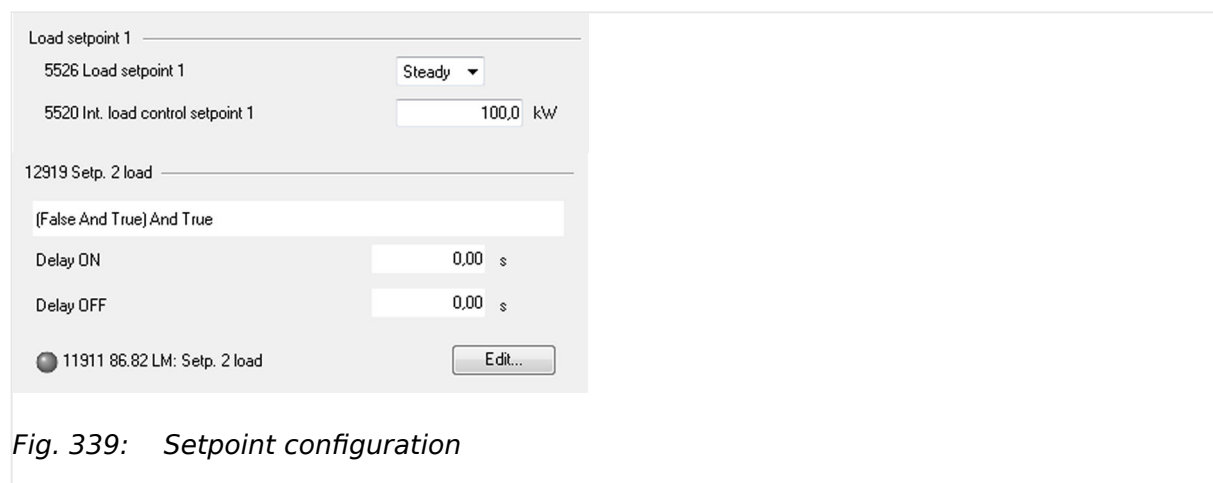 Load setpoint 1
5526 Load setpoint 1 Steady
5520 Int. load control setpoint 1 100,0 kW
12919 Setp. 2 load
(False And True) And True
Delay ON 0,00 s
Delay OFF 0,00 s
11911 86.82 LM: Setp. 2 load Edit...
Fig. 339: Setpoint configuration